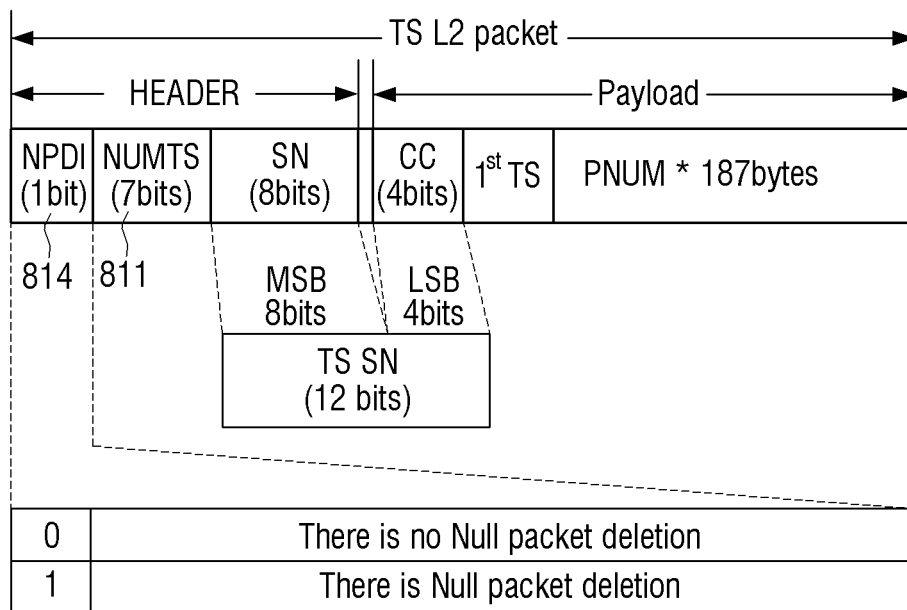 TS L2 packet
HEADER
Payload
NPDI
(1bit)
NUMTS
(7bits)
SN
(8bits)
CC
(4bits)
1st TS
PNUM * 187bytes
814
811
MSB
8bits
LSB
4bits
TS SN
(12 bits)
0
There is no Null packet deletion
1
There is Null packet deletion